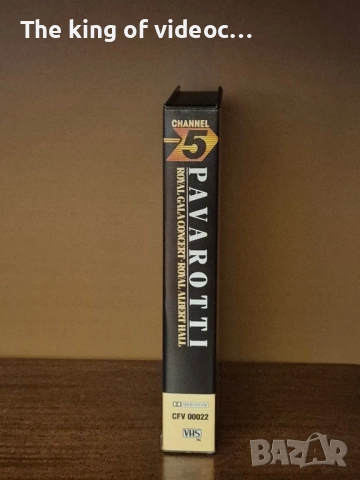 The king of videoc...
CHANNEL
5
PAVAROTTI
ROYAL GALA CONCERT · ROYAL ALBERT HALL
CFV 00022
VHS
BAZAR